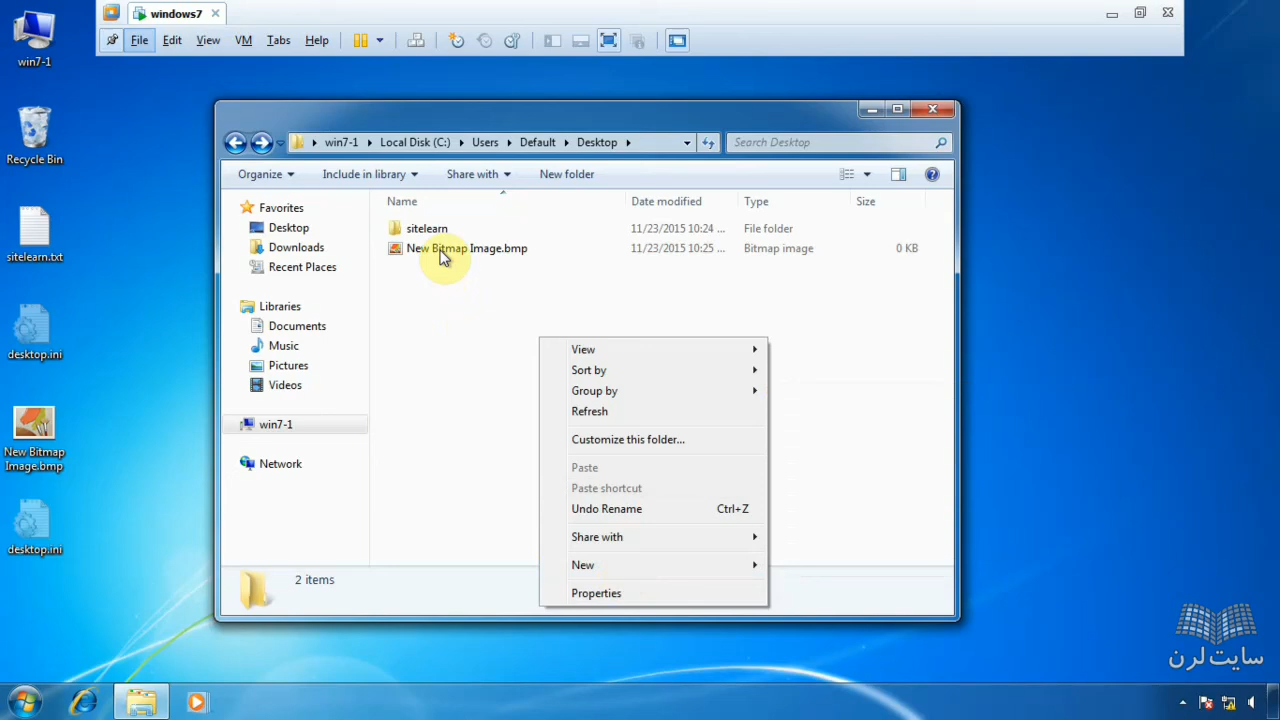 windows7
File Edit View VM Tabs Help
win7-1
Recycle Bin
sitelearn.txt
desktop.ini
New Bitmap
Image.bmp
desktop.ini
win7-1 Local Disk (C:) Users Default Desktop
Search Desktop
Organize Include in library Share with New folder
Name Date modified Type Size
sitelearn 11/23/2015 10:24 ... File folder
New Bitmap Image.bmp 11/23/2015 10:25 ... Bitmap image 0 KB
Favorites
Desktop
Downloads
Recent Places
Libraries
Documents
Music
Pictures
Videos
win7-1
Network
View
Sort by
Group by
Refresh
Customize this folder...
Paste
Paste shortcut
Undo Rename Ctrl+Z
Share with
New
Properties
2 items
سایت لرن